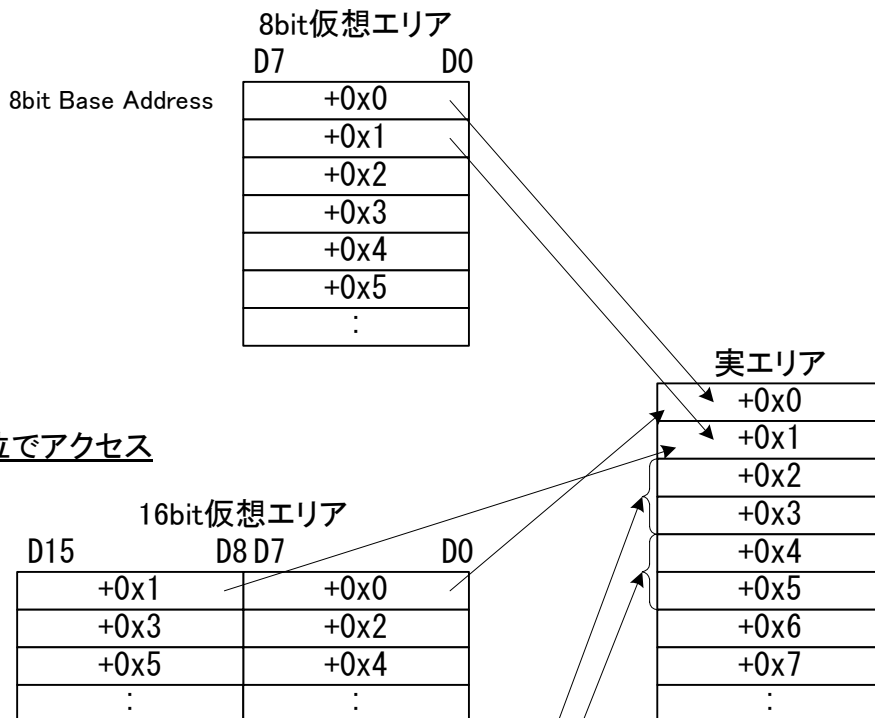 8bit仮想エリア
D7 D0
8bit Base Address
+0x0
+0x1
+0x2
+0x3
+0x4
+0x5
:
実エリア
+0x0
+0x1
+0x2
+0x3
+0x4
+0x5
+0x6
+0x7
:
位でアクセス
16bit仮想エリア
D15 D8 D7 D0
+0x1 +0x0
+0x3 +0x2
+0x5 +0x4
: :